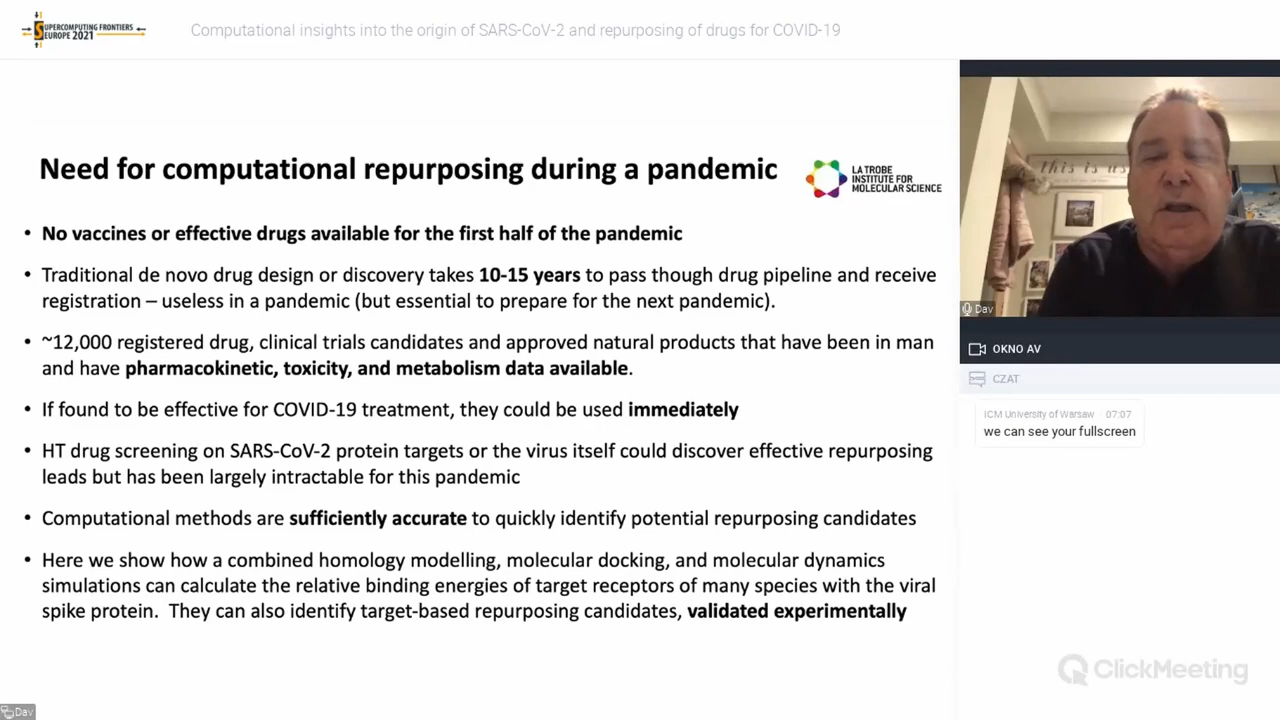 SUPERCOMPUTING FRONTIERS
EUROPE 2021
Computational insights into the origin of SARS-CoV-2 and repurposing of drugs for COVID-19
Need for computational repurposing during a pandemic
LA TROBE
INSTITUTE FOR
MOLECULAR SCIENCE
• No vaccines or effective drugs available for the first half of the pandemic
• Traditional de novo drug design or discovery takes 10-15 years to pass though drug pipeline and receive
registration – useless in a pandemic (but essential to prepare for the next pandemic).
• ~12,000 registered drug, clinical trials candidates and approved natural products that have been in man
and have pharmacokinetic, toxicity, and metabolism data available.
• If found to be effective for COVID-19 treatment, they could be used immediately
• HT drug screening on SARS-CoV-2 protein targets or the virus itself could discover effective repurposing
leads but has been largely intractable for this pandemic
• Computational methods are sufficiently accurate to quickly identify potential repurposing candidates
• Here we show how a combined homology modelling, molecular docking, and molecular dynamics
simulations can calculate the relative binding energies of target receptors of many species with the viral
spike protein. They can also identify target-based repurposing candidates, validated experimentally
Dav
this is us
Dav
OKNO AV
CZAT
ICM University of Warsaw · 07:07
we can see your fullscreen
ClickMeeting